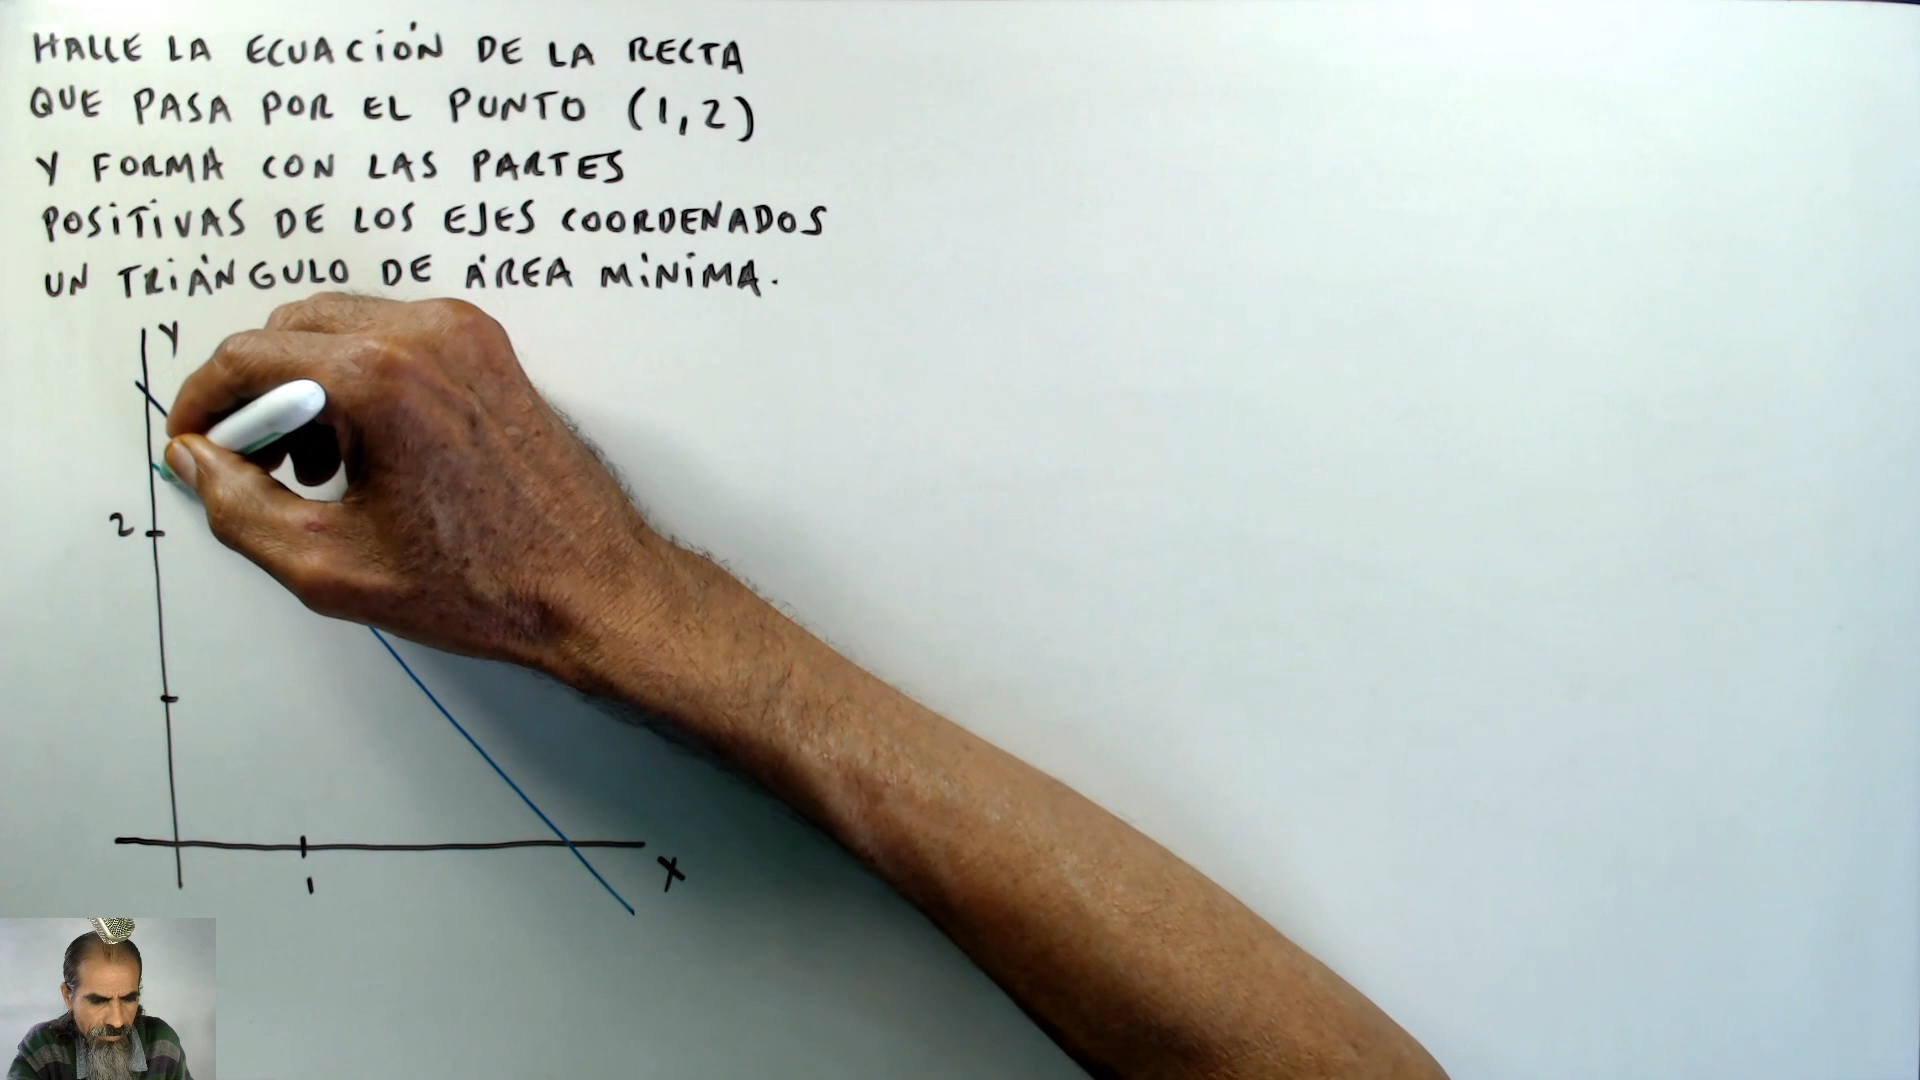 HALLE LA ECUACIÓN DE LA RECTA
QUE PASA POR EL PUNTO (1,2)
Y FORMA CON LAS PARTES
POSITIVAS DE LOS EJES COORDENADOS
UN TRIÁNGULO DE ÁREA MÍNIMA.
Y
2
X
1